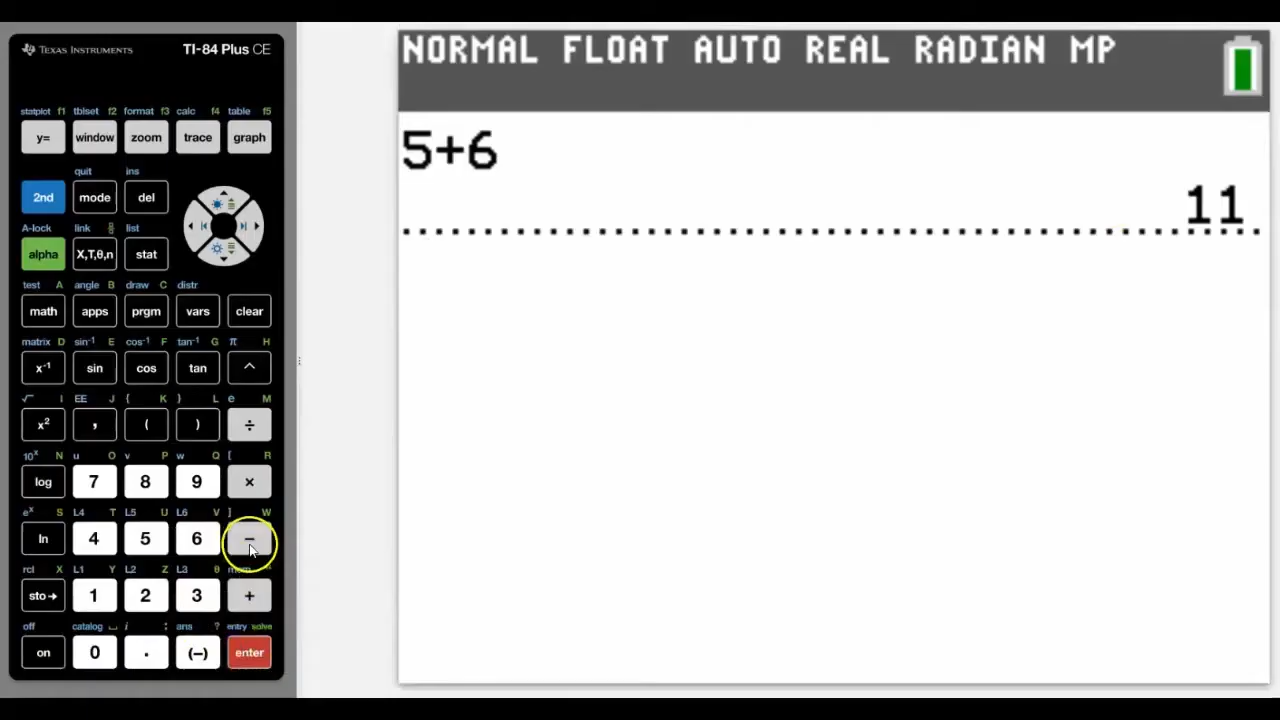 TEXAS INSTRUMENTS TI-84 Plus CE
NORMAL FLOAT AUTO REAL RADIAN MP
5+6
11
statplot f1 tblset f2 format f3 calc f4 table f5
y= window zoom trace graph
quit ins
2nd mode del
A-lock link list
alpha X,T,θ,n stat
test A angle B draw C distr
math apps prgm vars clear
matrix D sin⁻¹ E cos⁻¹ F tan⁻¹ G π H
x⁻¹ sin cos tan ^
√ I EE J { K } L e M
x² , ( ) ÷
10ˣ N u O v P w Q [ R
log 7 8 9 ×
eˣ S L4 T L5 U L6 V ] W
ln 4 5 6 −
rcl X L1 Y L2 Z L3 θ
sto→ 1 2 3 +
off catalog ⎵ i : ans ? entry solve
on 0 . (−) enter